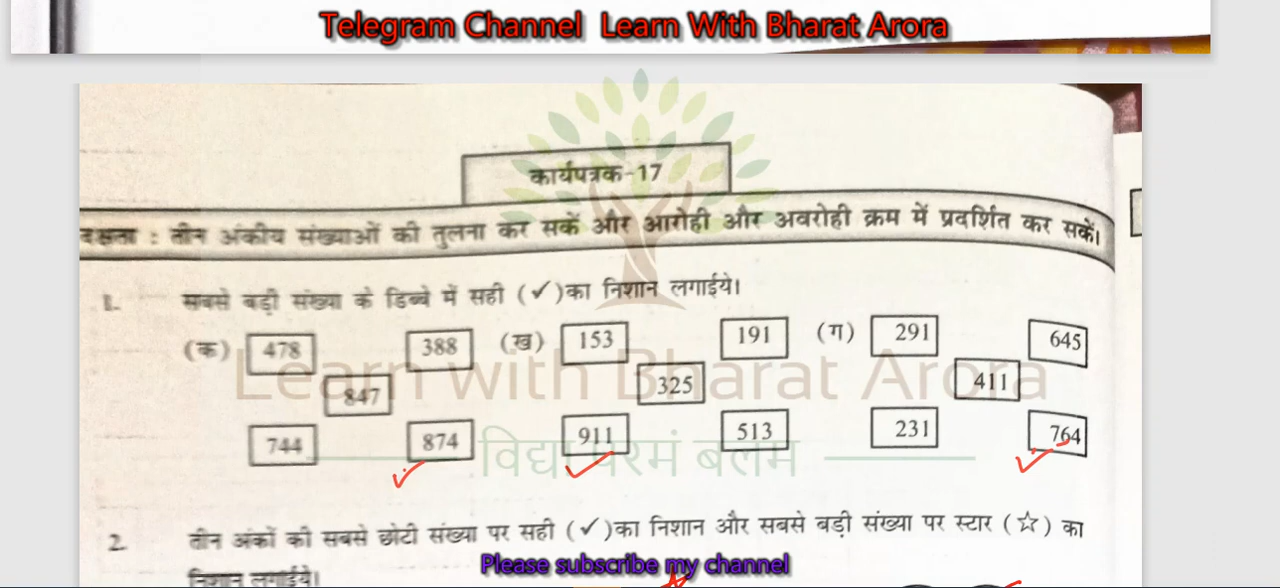 Telegram Channel Learn With Bharat Arora
कार्यपत्रक-17
दक्षता : तीन अंकीय संख्याओं की तुलना कर सकें और आरोही और अवरोही क्रम में प्रदर्शित कर सकें।
1. सबसे बड़ी संख्या के डिब्बे में सही (✓)का निशान लगाईये।
(क) 478 388 (ख) 153 191 (ग) 291 645
847 325 411
Learn with Bharat Arora
744 874 911 513 231 764
विद्या परमं बलम
2. तीन अंकों की सबसे छोटी संख्या पर सही (✓)का निशान और सबसे बड़ी संख्या पर स्टार (☆) का
निशान लगाईये।
Please subscribe my channel